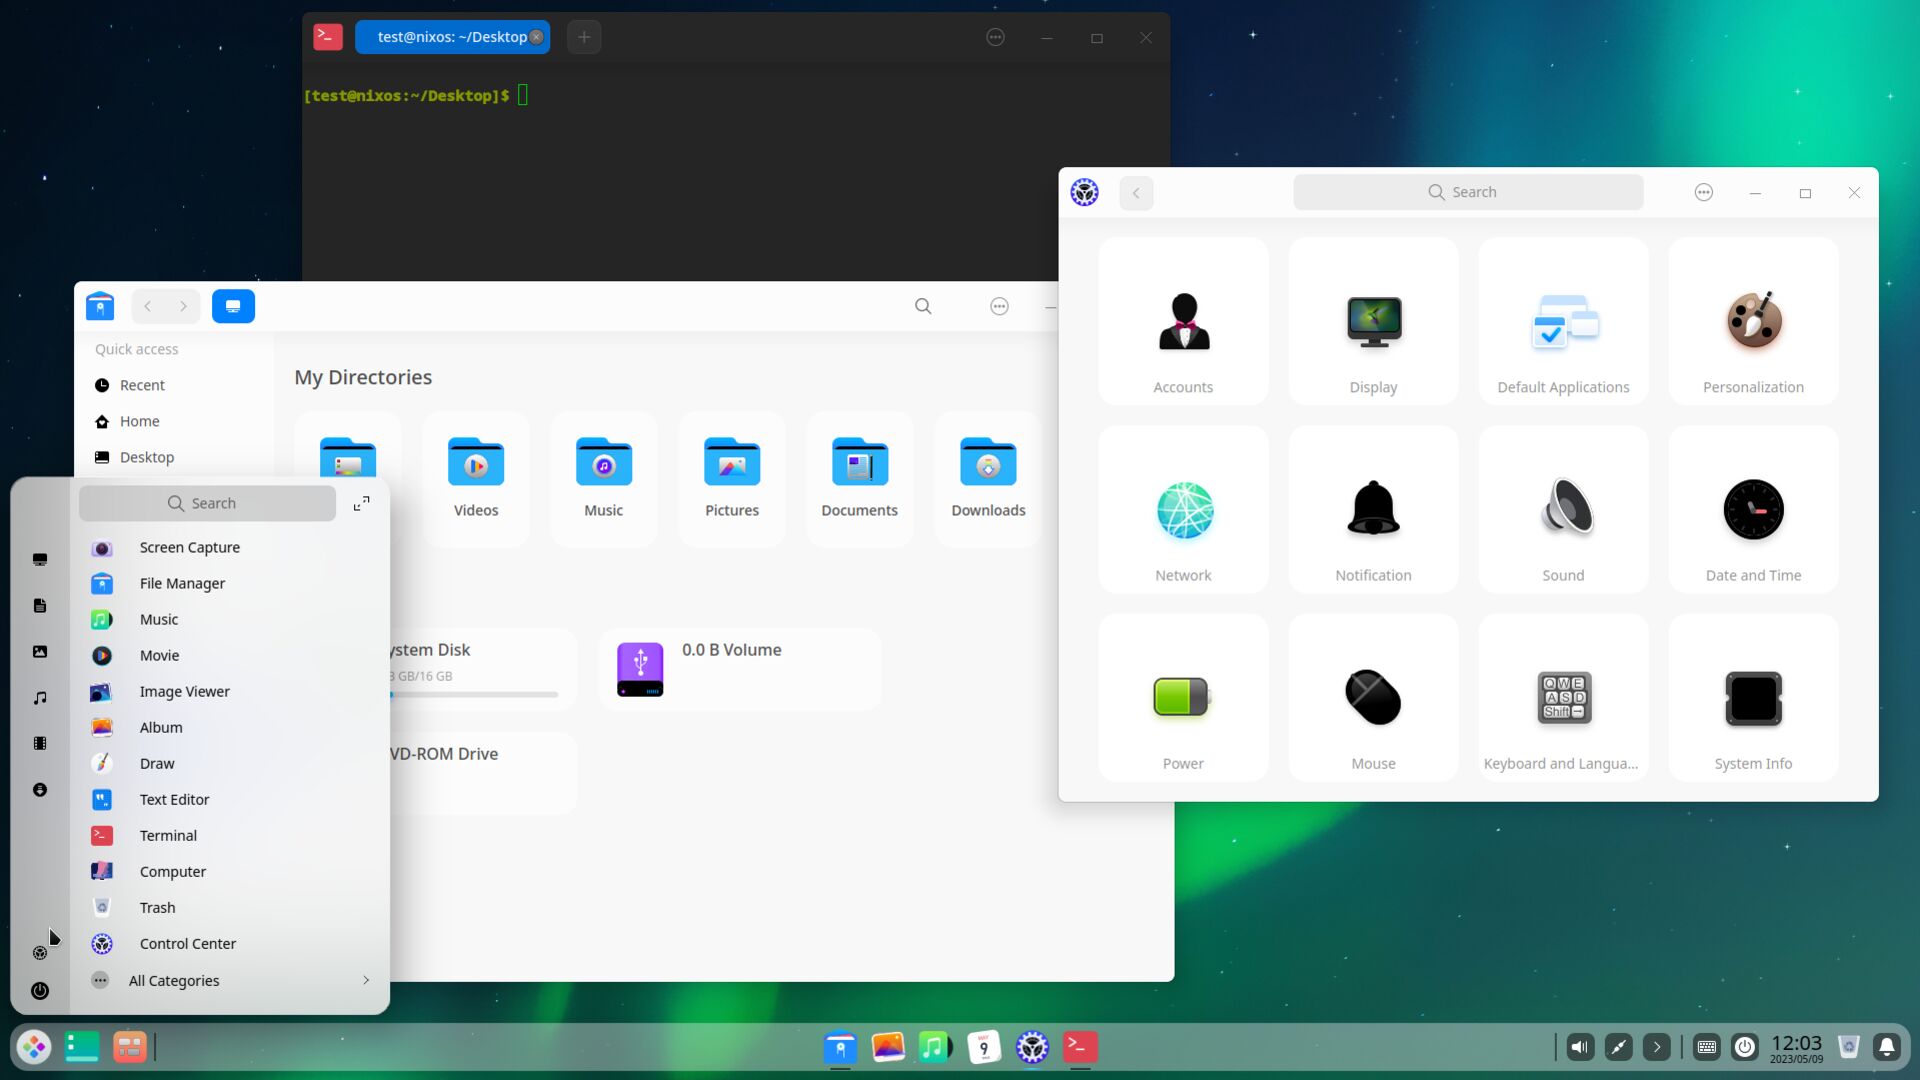 test@nixos: ~/Desktop
[test@nixos:~/Desktop]$
Search
Accounts
Display
Default Applications
Personalization
Network
Notification
Sound
Date and Time
Power
Mouse
Keyboard and Langua...
System Info
Quick access
Recent
Home
Desktop
My Directories
Videos
Music
Pictures
Documents
Downloads
ystem Disk
GB/16 GB
0.0 B Volume
VD-ROM Drive
Search
Screen Capture
File Manager
Music
Movie
Image Viewer
Album
Draw
Text Editor
Terminal
Computer
Trash
Control Center
All Categories
QWE
ASD
Shift
MAY
9
12:03
2023/05/09